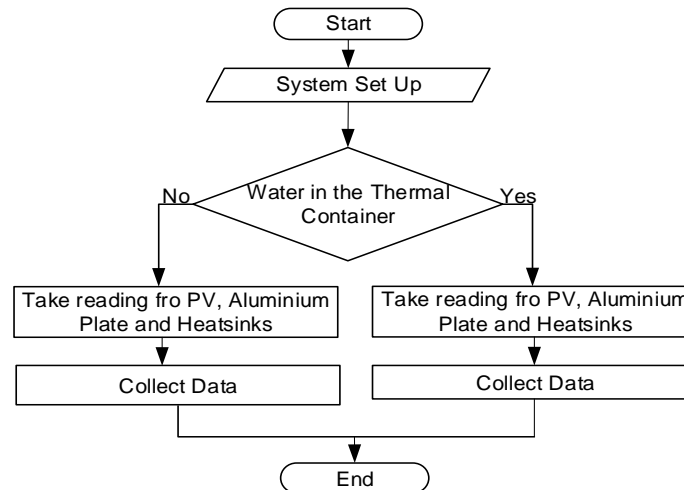 Start
System Set Up
Water in the Thermal
Container
No
Yes
Take reading fro PV, Aluminium
Plate and Heatsinks
Take reading fro PV, Aluminium
Plate and Heatsinks
Collect Data
Collect Data
End